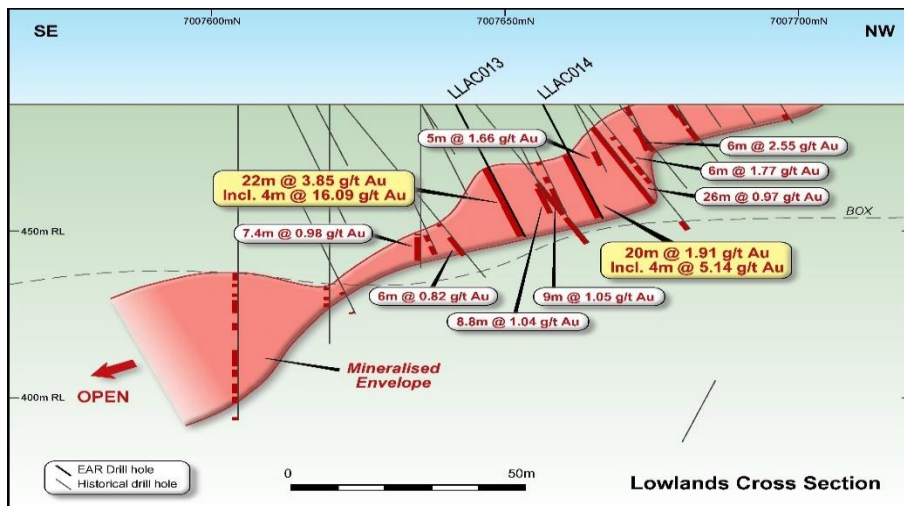 7007600mN
7007650mN
7007700mN
SE
NW
LLAC013
LLAC014
5m @ 1.66 g/t Au
6m @ 2.55 g/t Au
6m @ 1.77 g/t Au
22m @ 3.85 g/t Au
Incl. 4m @ 16.09 g/t Au
26m @ 0.97 g/t Au
BOX
450m RL
7.4m @ 0.98 g/t Au
20m @ 1.91 g/t Au
Incl. 4m @ 5.14 g/t Au
6m @ 0.82 g/t Au
9m @ 1.05 g/t Au
8.8m @ 1.04 g/t Au
Mineralised
Envelope
OPEN
400m RL
EAR Drill hole
Historical drill hole
0
50m
Lowlands Cross Section